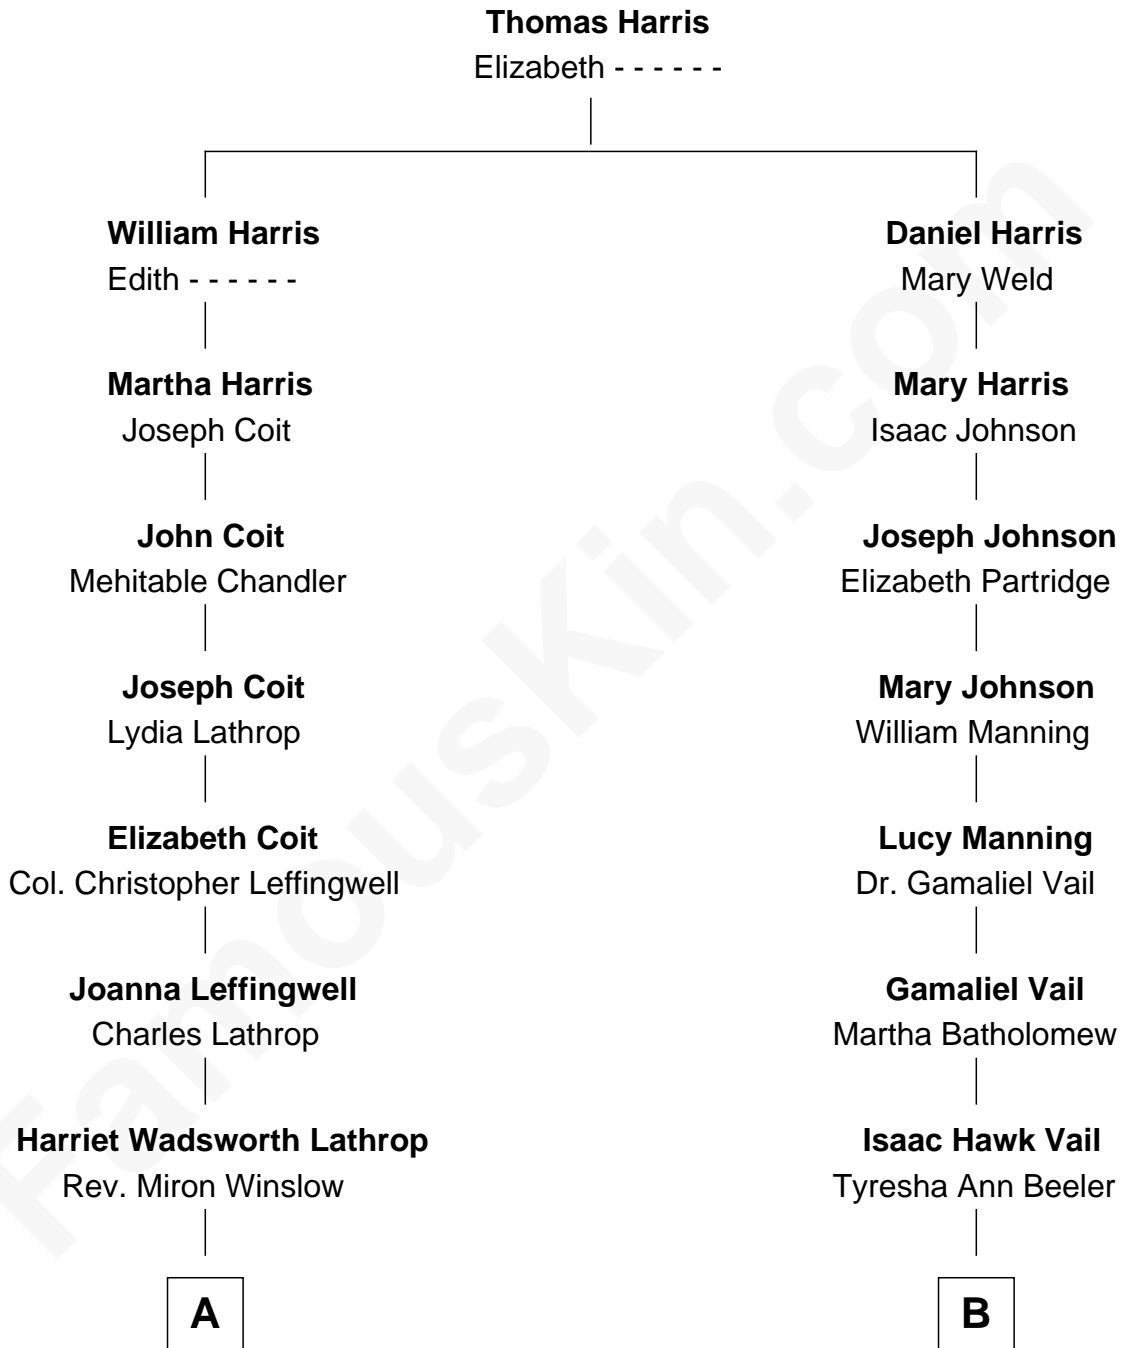 Thomas Harris
Elizabeth - - - - - -
William Harris
Edith - - - - - -
Martha Harris
Joseph Coit
John Coit
Mehitable Chandler
Joseph Coit
Lydia Lathrop
Elizabeth Coit
Col. Christopher Leffingwell
Joanna Leffingwell
Charles Lathrop
Harriet Wadsworth Lathrop
Rev. Miron Winslow
A
Daniel Harris
Mary Weld
Mary Harris
Isaac Johnson
Joseph Johnson
Elizabeth Partridge
Mary Johnson
William Manning
Lucy Manning
Dr. Gamaliel Vail
Gamaliel Vail
Martha Batholomew
Isaac Hawk Vail
Tyresha Ann Beeler
B
FamousKin.com